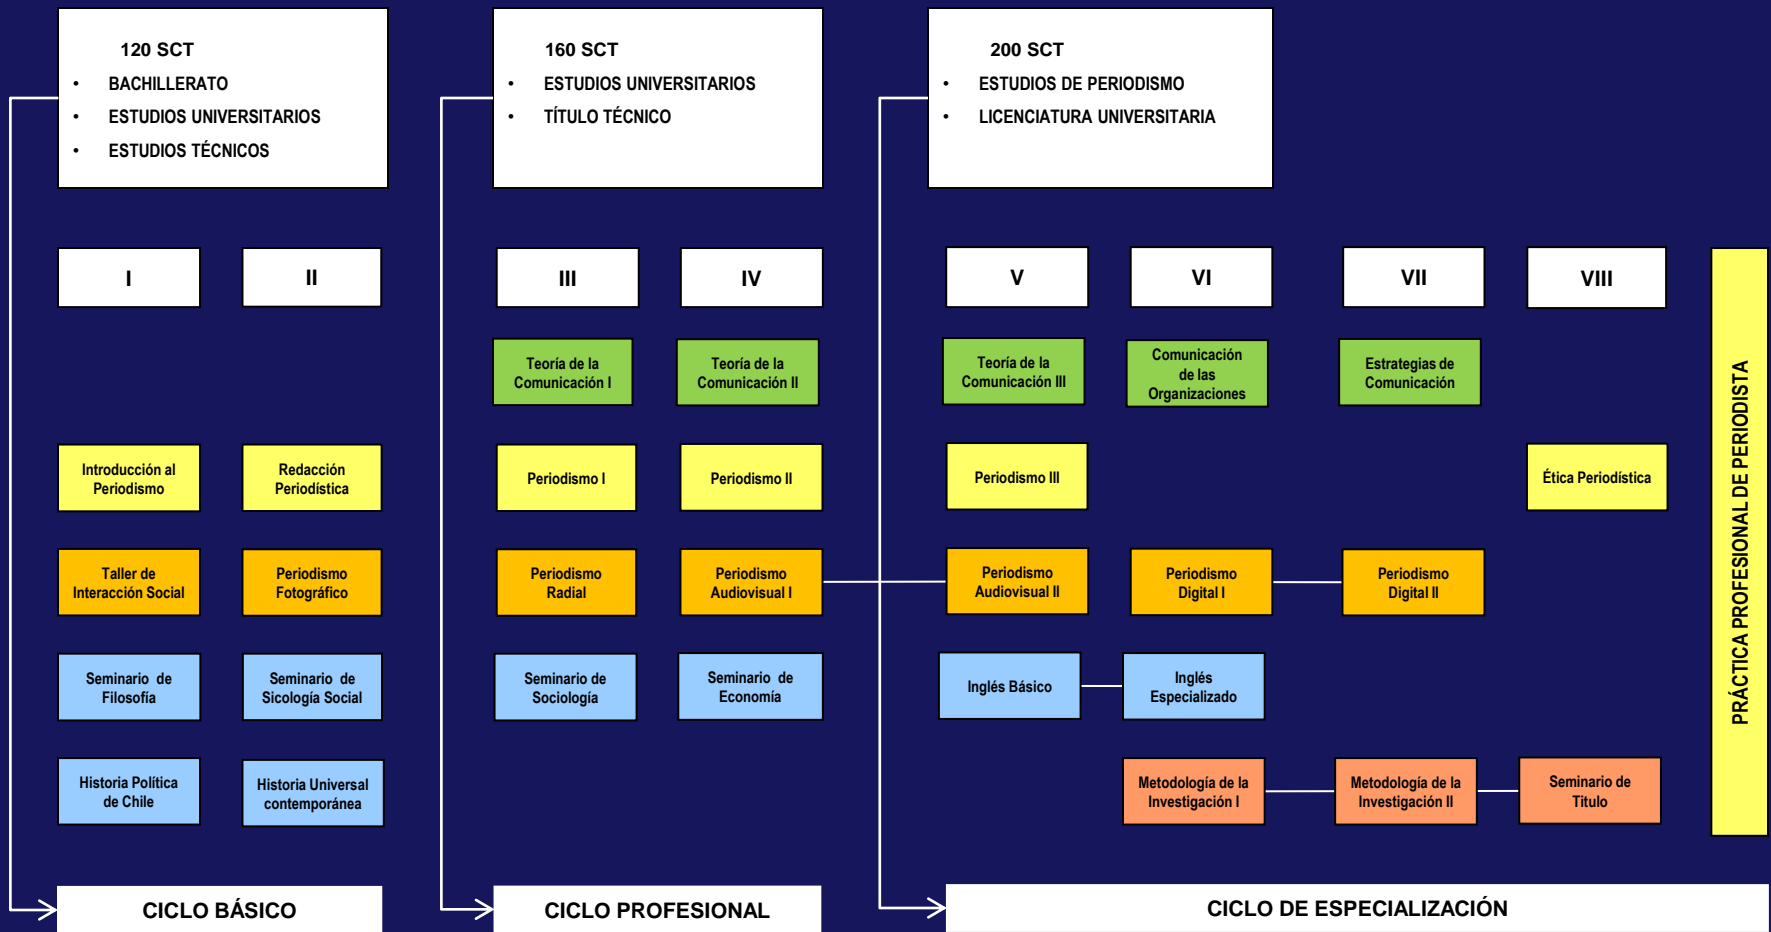 120 SCT
• BACHILLERATO
• ESTUDIOS UNIVERSITARIOS
• ESTUDIOS TÉCNICOS
160 SCT
• ESTUDIOS UNIVERSITARIOS
• TÍTULO TÉCNICO
200 SCT
• ESTUDIOS DE PERIODISMO
• LICENCIATURA UNIVERSITARIA
I
II
III
IV
V
VI
VII
VIII
Teoría de la
Comunicación I
Teoría de la
Comunicación II
Teoría de la
Comunicación III
Comunicación
de las
Organizaciones
Estrategias de
Comunicación
Introducción al
Periodismo
Redacción
Periodística
Periodismo I
Periodismo II
Periodismo III
Ética Periodística
Taller de
Interacción Social
Periodismo
Fotográfico
Periodismo
Radial
Periodismo
Audiovisual I
Periodismo
Audiovisual II
Periodismo
Digital I
Periodismo
Digital II
Seminario de
Filosofía
Seminario de
Sicología Social
Seminario de
Sociología
Seminario de
Economía
Inglés Básico
Inglés
Especializado
Historia Política
de Chile
Historia Universal
contemporánea
Metodología de la
Investigación I
Metodología de la
Investigación II
Seminario de
Titulo
PRÁCTICA PROFESIONAL DE PERIODISTA
CICLO BÁSICO
CICLO PROFESIONAL
CICLO DE ESPECIALIZACIÓN